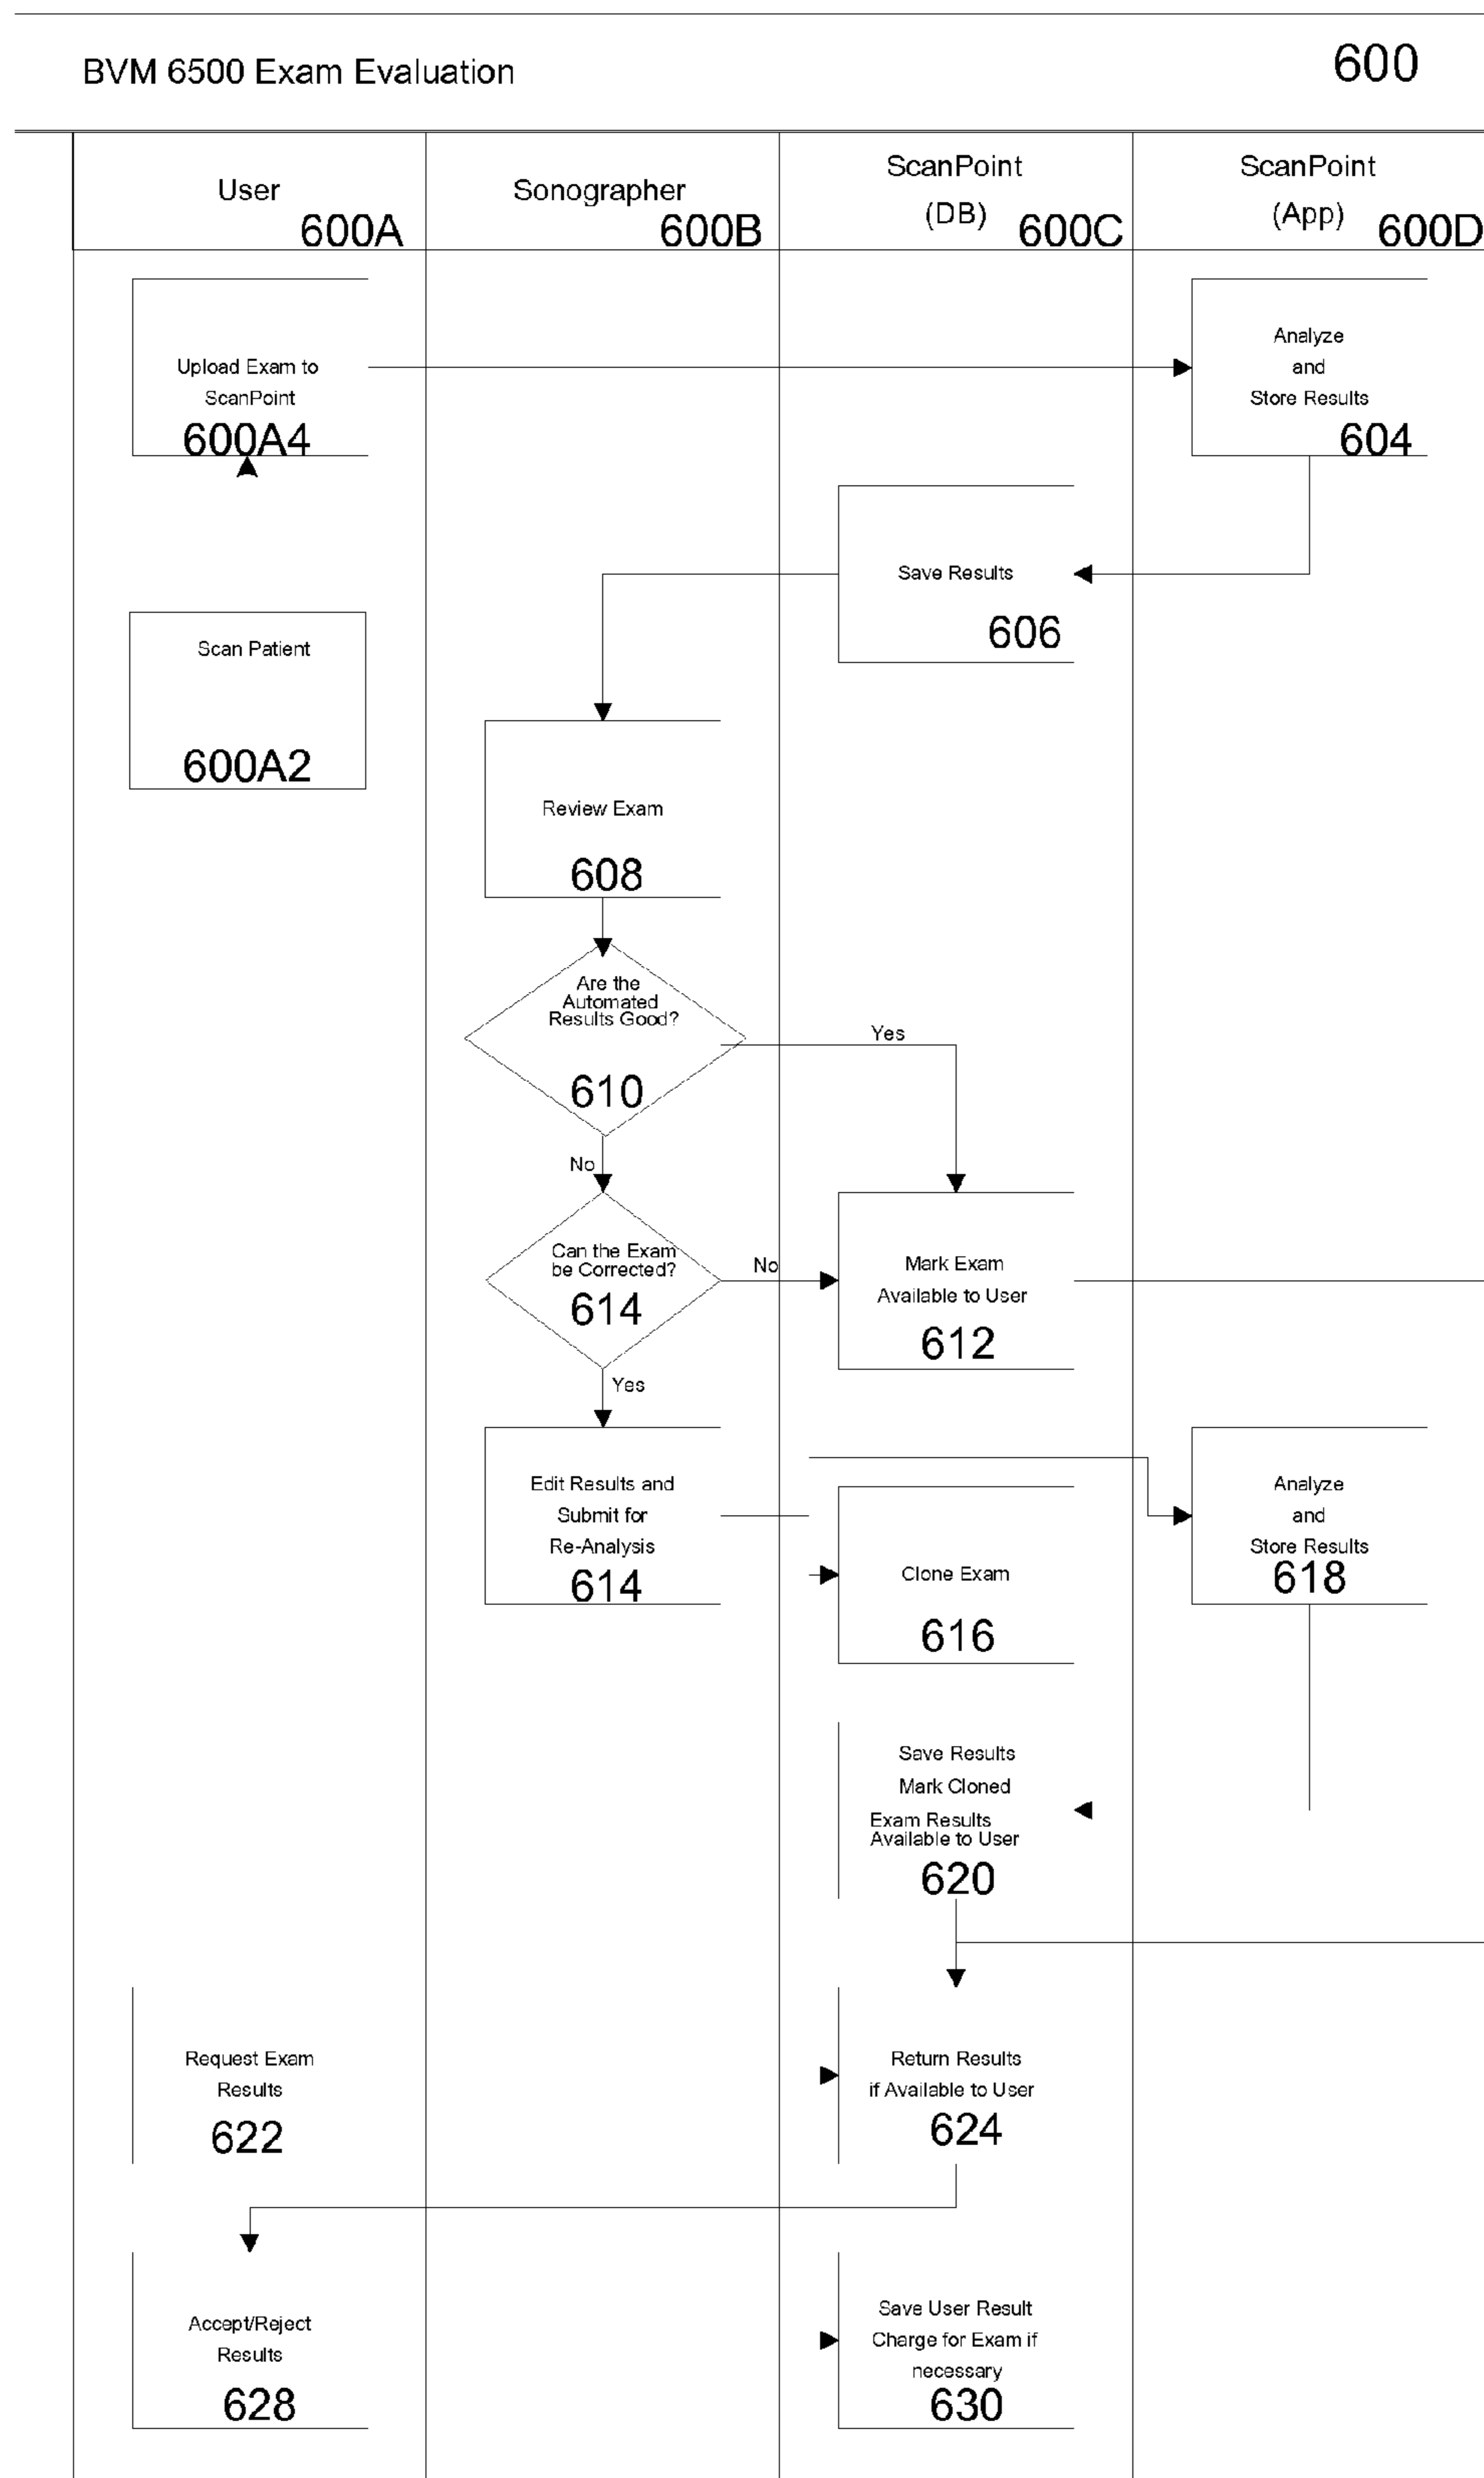 BVM 6500 Exam Evaluation
600
User
600A
Sonographer
600B
ScanPoint
(DB)
600C
ScanPoint
(App)
600D
Upload Exam to
ScanPoint
600A4
Analyze
and
Store Results
604
Save Results
606
Scan Patient
600A2
Review Exam
608
Are the
Automated
Results Good?
610
Yes
No
Can the Exam
be Corrected?
614
No
Mark Exam
Available to User
612
Yes
Edit Results and
Submit for
Re-Analysis
614
Clone Exam
616
Analyze
and
Store Results
618
Save Results
Mark Cloned
Exam Results
Available to User
620
Request Exam
Results
622
Return Results
if Available to User
624
Accept/Reject
Results
628
Save User Result
Charge for Exam if
necessary
630